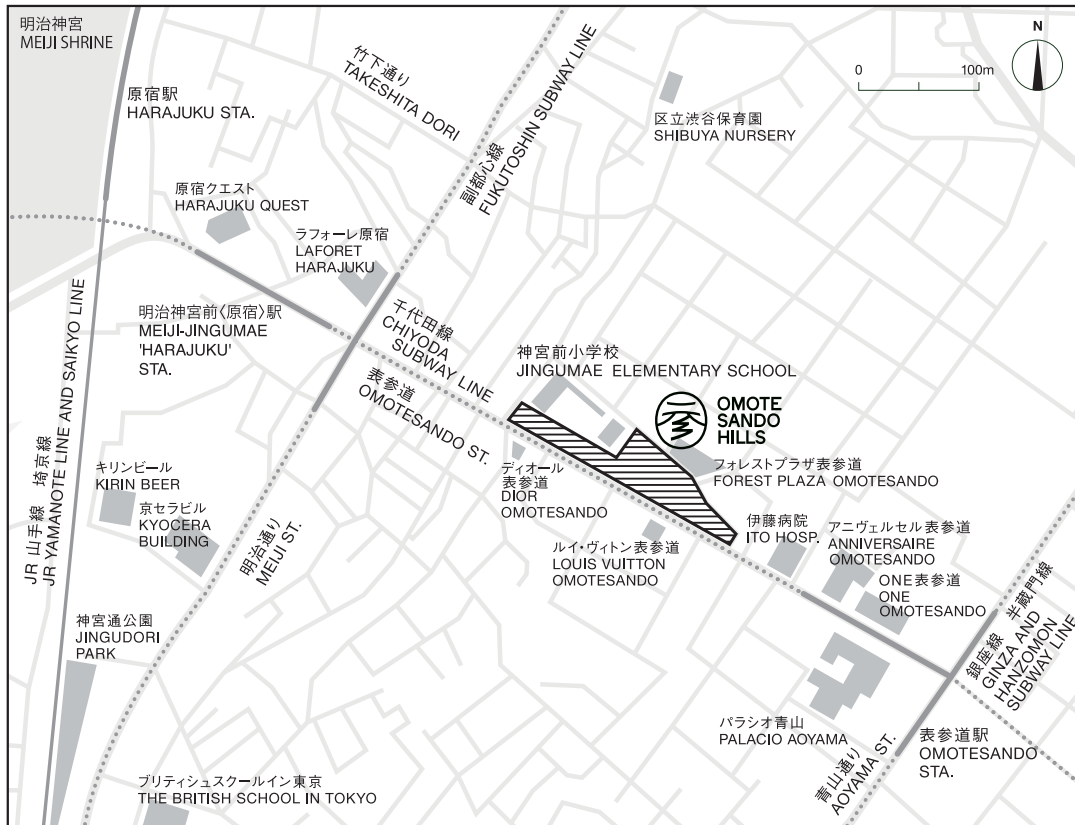 明治神宮
MEIJI SHRINE
原宿駅
HARAJUKU STA.
竹下通り
TAKESHITA DORI
副都心線
FUKUTOSHIN SUBWAY LINE
区立渋谷保育園
SHIBUYA NURSERY
0 100m
N
原宿クエスト
HARAJUKU QUEST
ラフォーレ原宿
LAFORET
HARAJUKU
明治神宮前〈原宿〉駅
MEIJI-JINGUMAE
'HARAJUKU'
STA.
千代田線
CHIYODA
SUBWAY LINE
表参道
OMOTESANDO ST.
神宮前小学校
JINGUMAE ELEMENTARY SCHOOL
OMOTE
SANDO
HILLS
フォレストプラザ表参道
FOREST PLAZA OMOTESANDO
ディオール
表参道
DIOR
OMOTESANDO
ルイ・ヴィトン表参道
LOUIS VUITTON
OMOTESANDO
伊藤病院
ITO HOSP.
アニヴェルセル表参道
ANNIVERSAIRE
OMOTESANDO
ONE表参道
ONE
OMOTESANDO
銀座線 半蔵門線
GINZA AND
HANZOMON
SUBWAY LINE
JR 山手線 埼京線
JR YAMANOTE LINE AND SAIKYO LINE
キリンビール
KIRIN BEER
京セラビル
KYOCERA
BUILDING
明治通り
MEIJI ST.
神宮通公園
JINGUDORI
PARK
パラシオ青山
PALACIO AOYAMA
青山通り
AOYAMA ST.
表参道駅
OMOTESANDO
STA.
ブリティシュスクールイン東京
THE BRITISH SCHOOL IN TOKYO